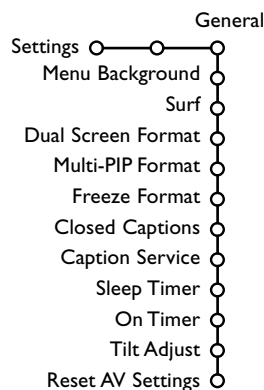 General
Settings
Menu Background
Surf
Dual Screen Format
Multi-PIP Format
Freeze Format
Closed Captions
Caption Service
Sleep Timer
On Timer
Tilt Adjust
Reset AV Settings